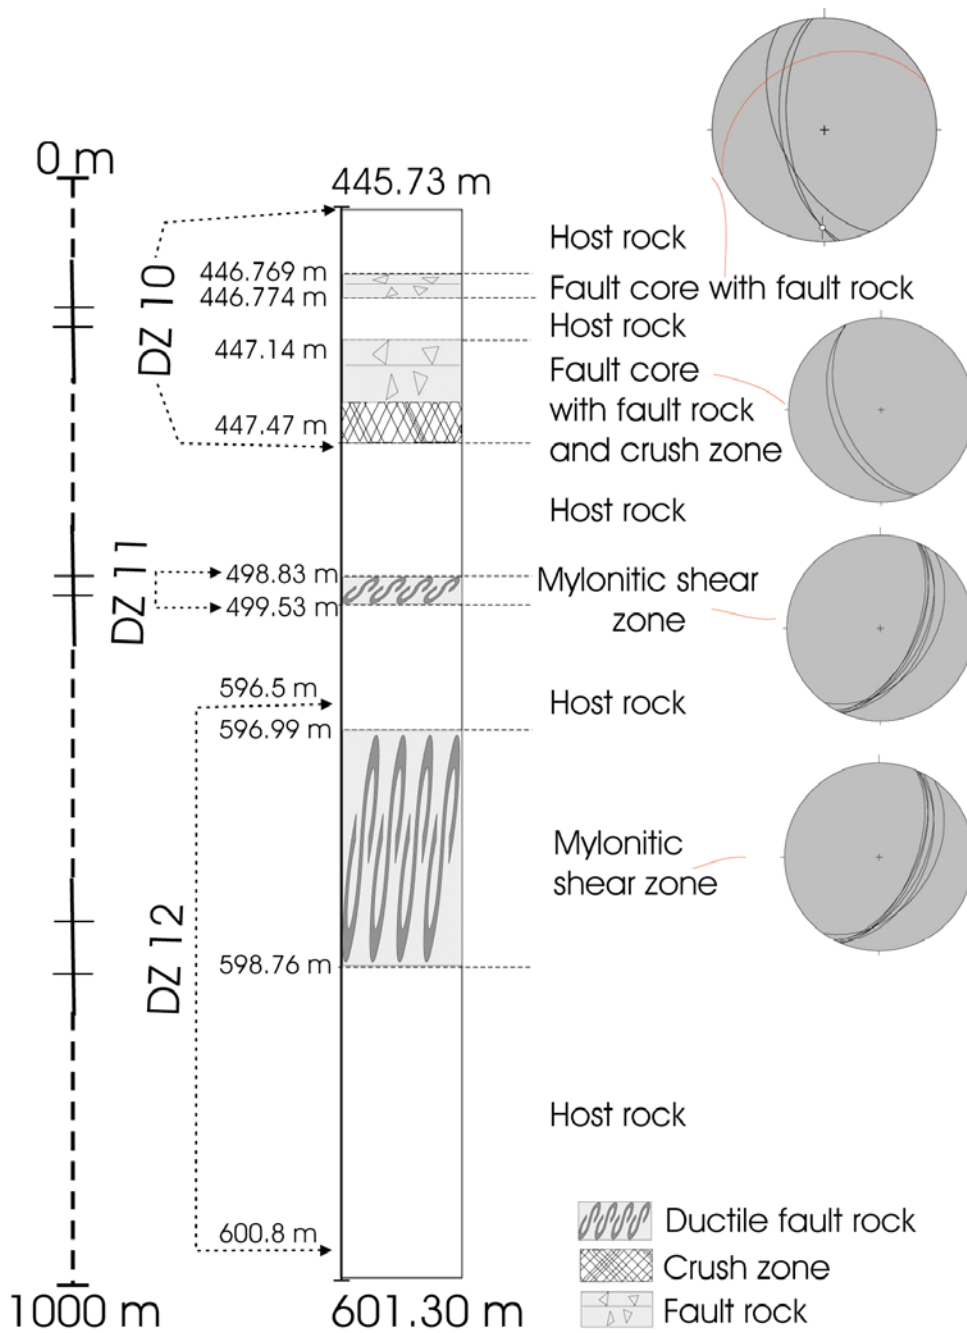 0 m
445.73 m
DZ 10
446.769 m
446.774 m
447.14 m
447.47 m
Host rock
Fault core with fault rock
Host rock
Fault core
with fault rock
and crush zone
Host rock
DZ 11
498.83 m
499.53 m
Mylonitic shear
zone
596.5 m
596.99 m
Host rock
DZ 12
Mylonitic
shear zone
598.76 m
Host rock
600.8 m
1000 m
601.30 m
Ductile fault rock
Crush zone
Fault rock